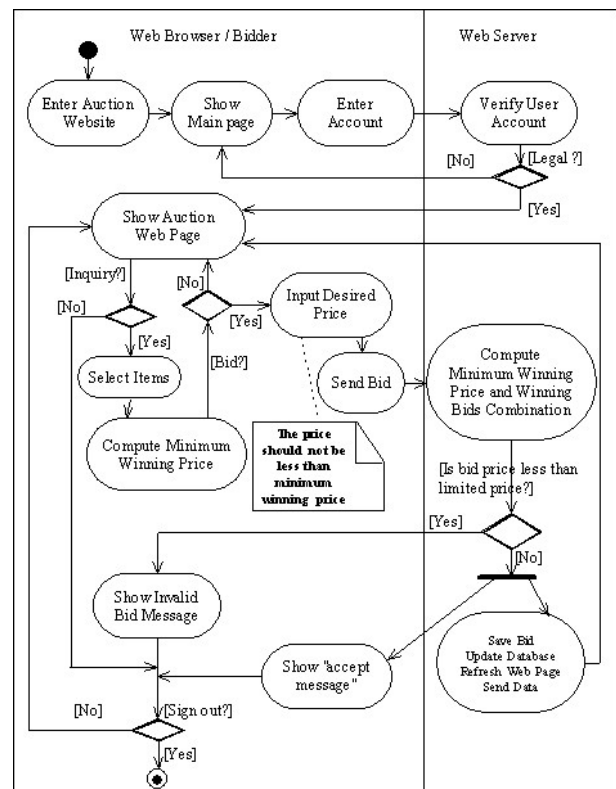 Web Browser / Bidder
Web Server
Enter Auction
Website
Show
Main page
Enter
Account
Verify User
Account
[No]
[Legal ?]
[Yes]
Show Auction
Web Page
[Inquiry?]
[No]
[No]
[Yes]
Input Desired
Price
[Yes]
[Bid?]
Select Items
Send Bid
Compute
Minimum Winning
Price and Winning
Bids Combination
Compute Minimum
Winning Price
The price
should not be
less than
minimum
winning price
[Is bid price less than
limited price?]
[Yes]
[No]
Show Invalid
Bid Message
Show "accept
message"
Save Bid
Update Database
Refresh Web Page
Send Data
[No]
[Sign out?]
[Yes]